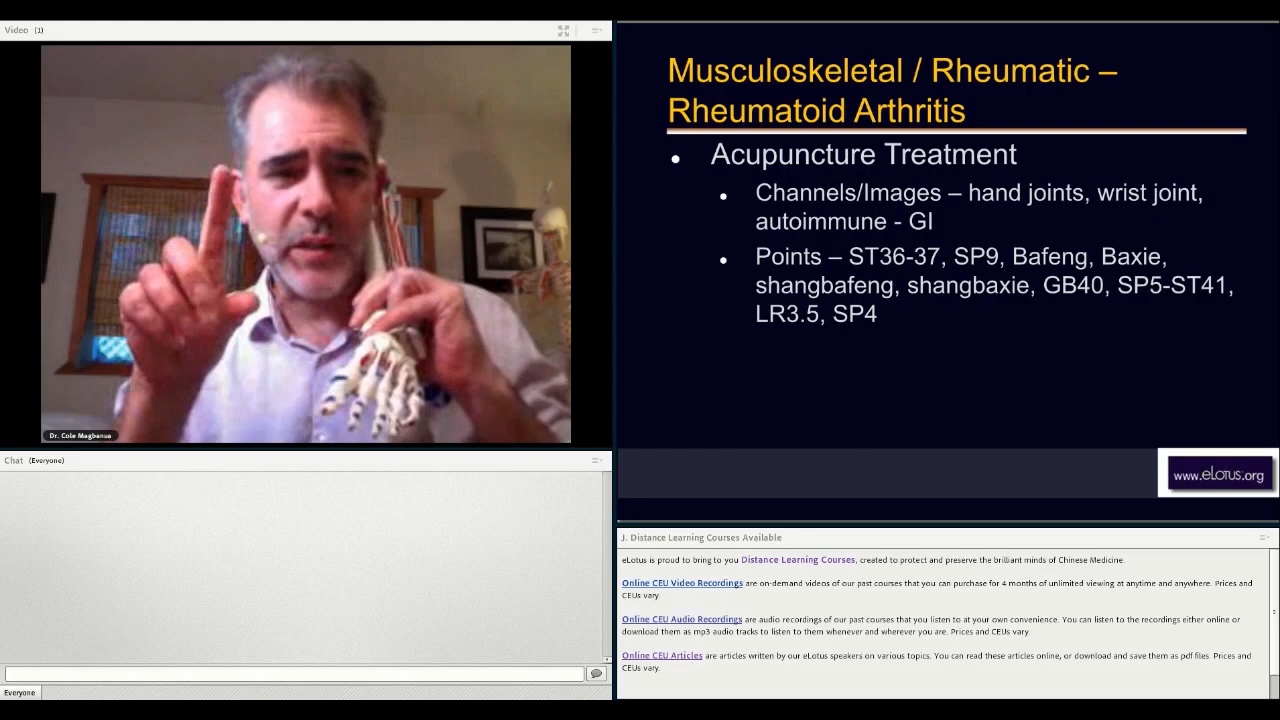 Video (1)
Dr. Cole Magbanua
Chat (Everyone)
Everyone
Musculoskeletal / Rheumatic –
Rheumatoid Arthritis
• Acupuncture Treatment
• Channels/Images – hand joints, wrist joint,
autoimmune - GI
• Points – ST36-37, SP9, Bafeng, Baxie,
shangbafeng, shangbaxie, GB40, SP5-ST41,
LR3.5, SP4
www.eLotus.org
J. Distance Learning Courses Available
eLotus is proud to bring to you Distance Learning Courses, created to protect and preserve the brilliant minds of Chinese Medicine.
Online CEU Video Recordings are on-demand videos of our past courses that you can purchase for 4 months of unlimited viewing at anytime and anywhere. Prices and
CEUs vary.
Online CEU Audio Recordings are audio recordings of our past courses that you listen to at your own convenience. You can listen to the recordings either online or
download them as mp3 audio tracks to listen to them whenever and wherever you are. Prices and CEUs vary.
Online CEU Articles are articles written by our eLotus speakers on various topics. You can read these articles online, or download and save them as pdf files. Prices and
CEUs vary.